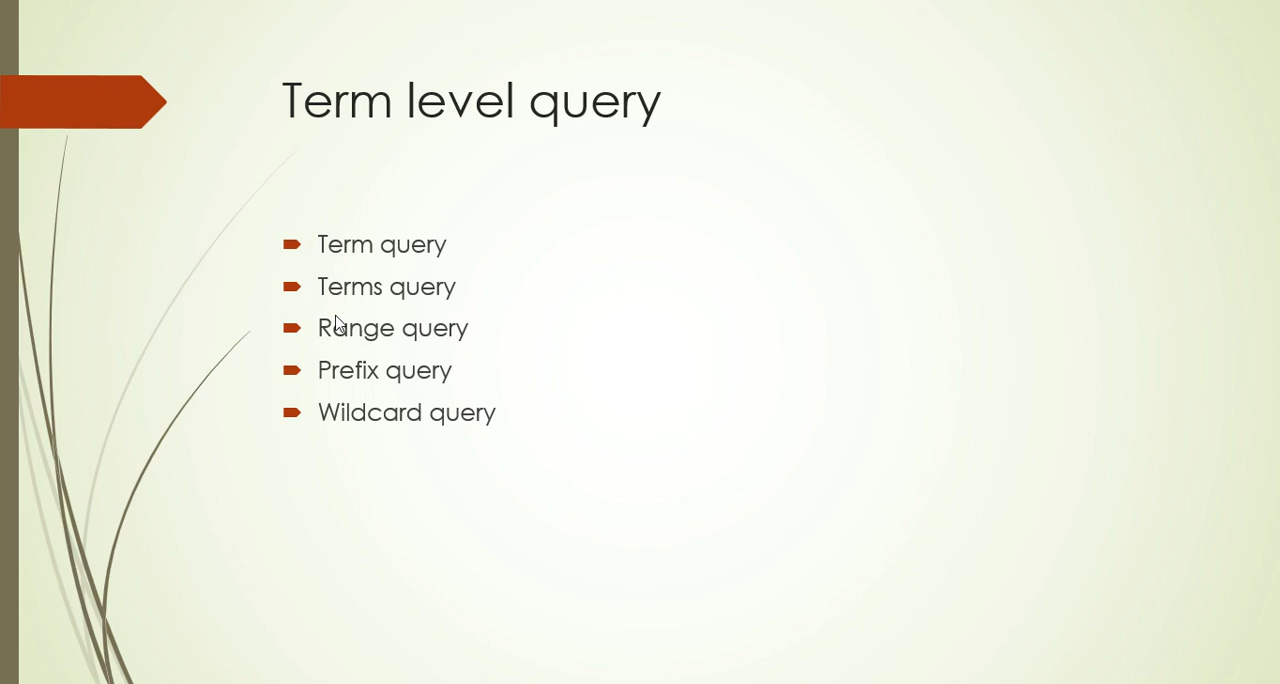 Term level query
Term query
Terms query
Range query
Prefix query
Wildcard query